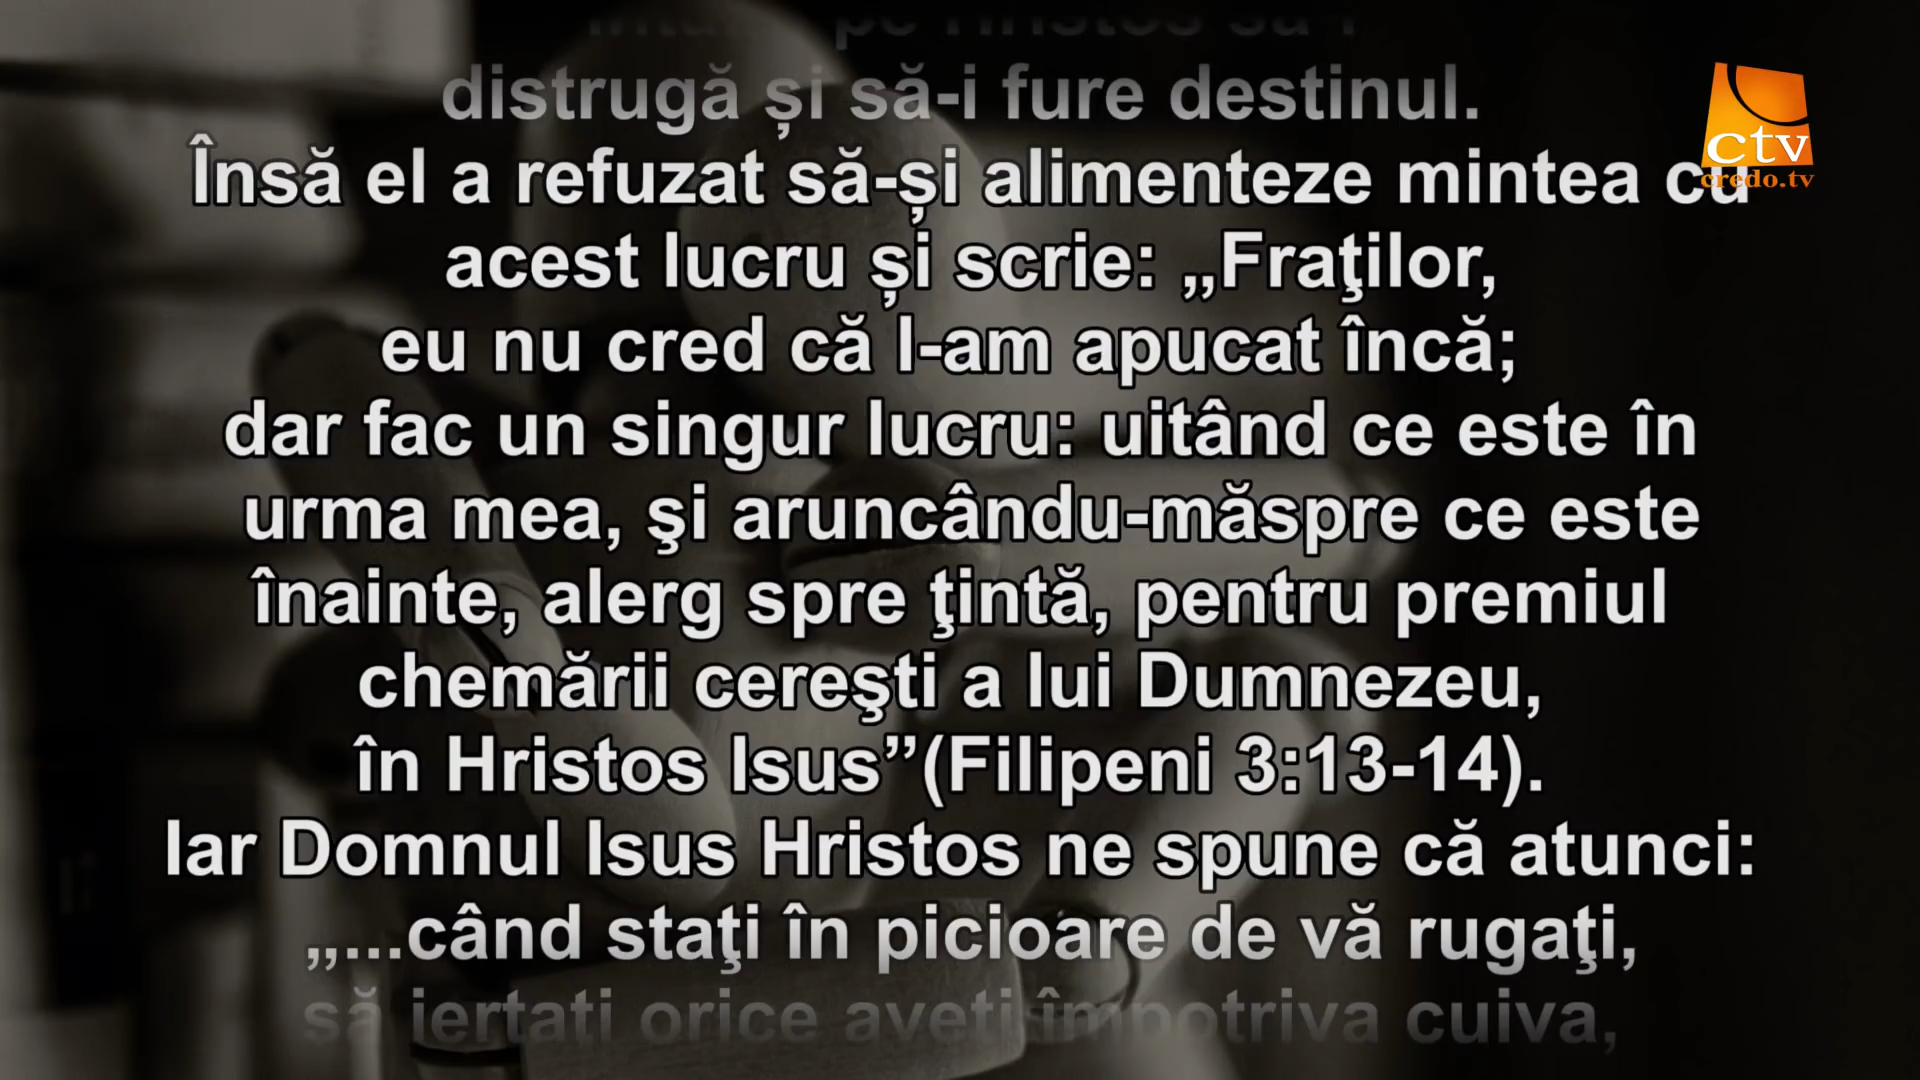 pe Hristos să-l
distrugă și să-i fure destinul.
Însă el a refuzat să-și alimenteze mintea cu
acest lucru și scrie: „Fraţilor,
eu nu cred că l-am apucat încă;
dar fac un singur lucru: uitând ce este în
urma mea, şi aruncându-măspre ce este
înainte, alerg spre ţintă, pentru premiul
chemării cereşti a lui Dumnezeu,
în Hristos Isus”(Filipeni 3:13-14).
Iar Domnul Isus Hristos ne spune că atunci:
„...când staţi în picioare de vă rugaţi,
să iertaţi orice aveţi împotriva cuiva,
ctv
credo.tv